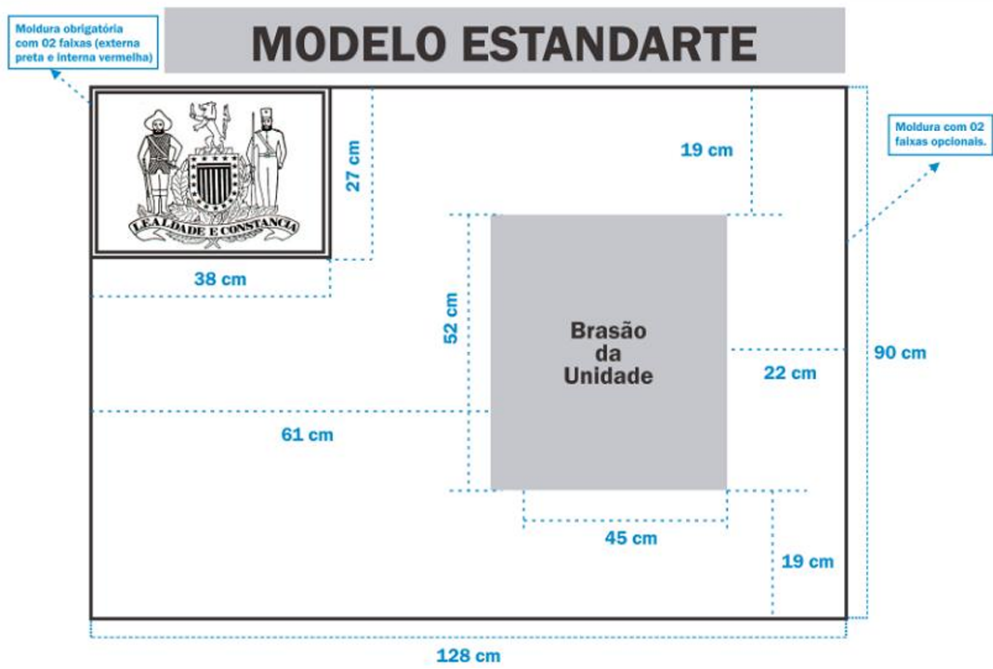 MODELO ESTANDARTE
Moldura obrigatória
com 02 faixas (externa
preta e interna vermelha)
Moldura com 02
faixas opcionais.
27 cm
19 cm
LEALDADE E CONSTANCIA
38 cm
52 cm
Brasão
da
Unidade
22 cm
90 cm
61 cm
45 cm
19 cm
128 cm